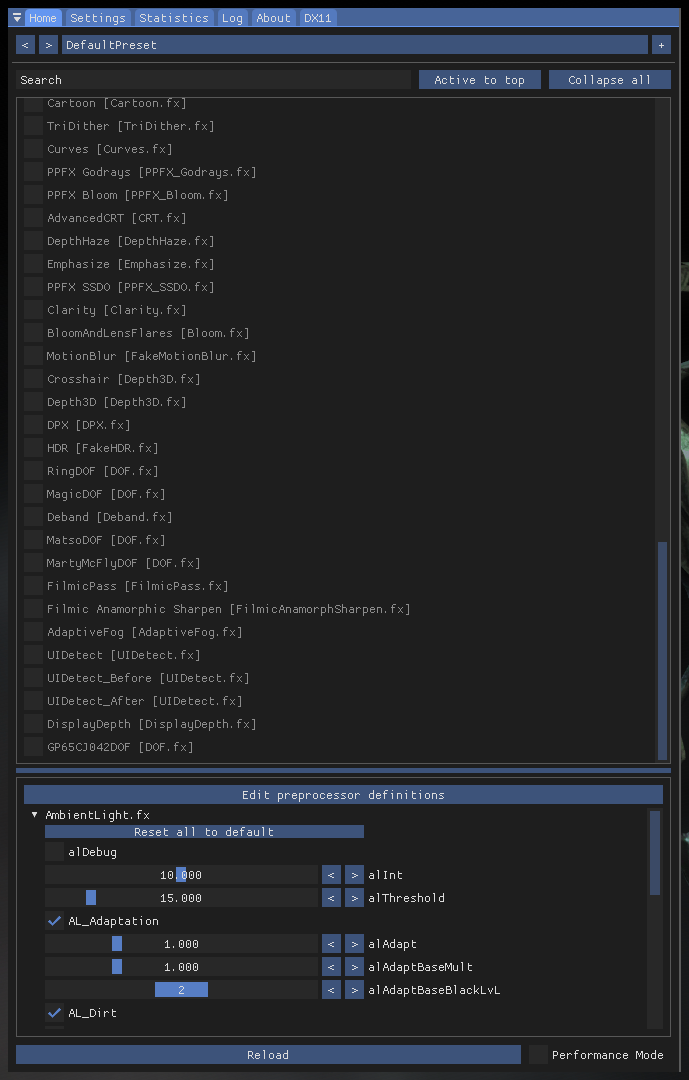 Home Settings Statistics Log About DX11
< > DefaultPreset +
Search Active to top Collapse all
Cartoon [Cartoon.fx]
TriDither [TriDither.fx]
Curves [Curves.fx]
PPFX Godrays [PPFX_Godrays.fx]
PPFX Bloom [PPFX_Bloom.fx]
AdvancedCRT [CRT.fx]
DepthHaze [DepthHaze.fx]
Emphasize [Emphasize.fx]
PPFX SSDO [PPFX_SSDO.fx]
Clarity [Clarity.fx]
BloomAndLensFlares [Bloom.fx]
MotionBlur [FakeMotionBlur.fx]
Crosshair [Depth3D.fx]
Depth3D [Depth3D.fx]
DPX [DPX.fx]
HDR [FakeHDR.fx]
RingDOF [DOF.fx]
MagicDOF [DOF.fx]
Deband [Deband.fx]
MatsoDOF [DOF.fx]
MartyMcFlyDOF [DOF.fx]
FilmicPass [FilmicPass.fx]
Filmic Anamorphic Sharpen [FilmicAnamorphSharpen.fx]
AdaptiveFog [AdaptiveFog.fx]
UIDetect [UIDetect.fx]
UIDetect_Before [UIDetect.fx]
UIDetect_After [UIDetect.fx]
DisplayDepth [DisplayDepth.fx]
GP65CJ042DOF [DOF.fx]
Edit preprocessor definitions
AmbientLight.fx
Reset all to default
alDebug
10.000 < > alInt
15.000 < > alThreshold
AL_Adaptation
1.000 < > alAdapt
1.000 < > alAdaptBaseMult
2 < > alAdaptBaseBlackLvL
AL_Dirt
Reload Performance Mode